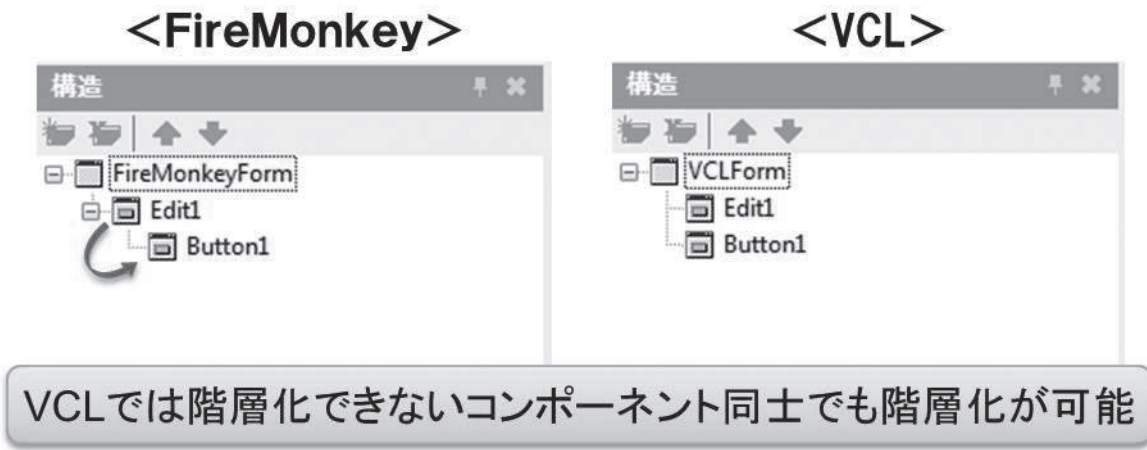 <FireMonkey>
構造
FireMonkeyForm
Edit1
Button1
<VCL>
構造
VCLForm
Edit1
Button1
VCLでは階層化できないコンポーネント同士でも階層化が可能